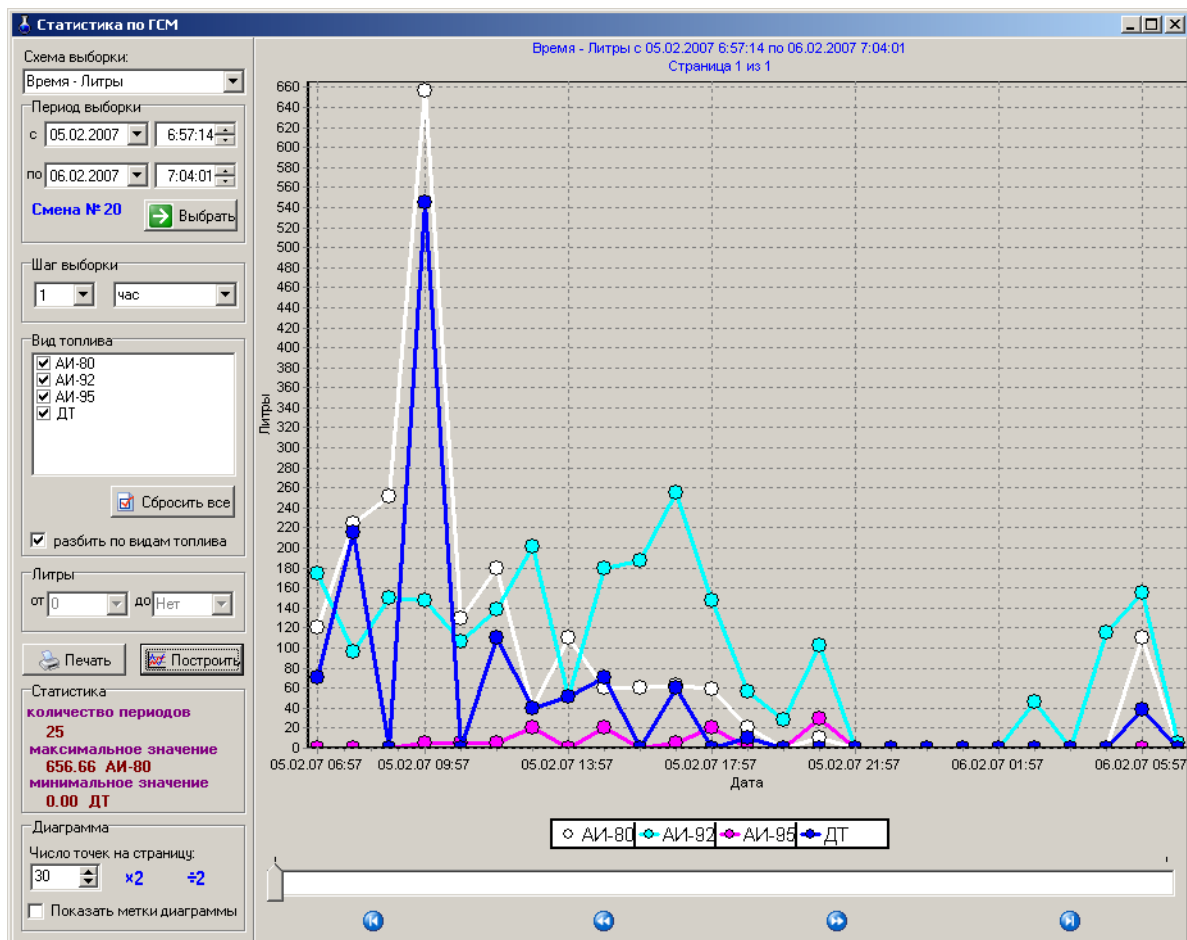 Статистика по ГСМ
Схема выборки:
Время - Литры
Период выборки
с 05.02.2007 6:57:14
по 06.02.2007 7:04:01
Смена № 20
Выбрать
Шаг выборки
1 час
Вид топлива
АИ-80
АИ-92
АИ-95
ДТ
Сбросить все
разбить по видам топлива
Литры
от 0 до Нет
Печать Построить
Статистика
количество периодов
25
максимальное значение
656.66 АИ-80
минимальное значение
0.00 ДТ
Диаграмма
Число точек на страницу:
30 ×2 ÷2
Показать метки диаграммы
Время - Литры с 05.02.2007 6:57:14 по 06.02.2007 7:04:01
Страница 1 из 1
660
640
620
600
580
560
540
520
500
480
460
440
420
400
380
360
340
320
300
280
260
240
220
200
180
160
140
120
100
80
60
40
20
0
Литры
05.02.07 06:57 05.02.07 09:57 05.02.07 13:57 05.02.07 17:57 05.02.07 21:57 06.02.07 01:57 06.02.07 05:57
Дата
АИ-80 АИ-92 АИ-95 ДТ